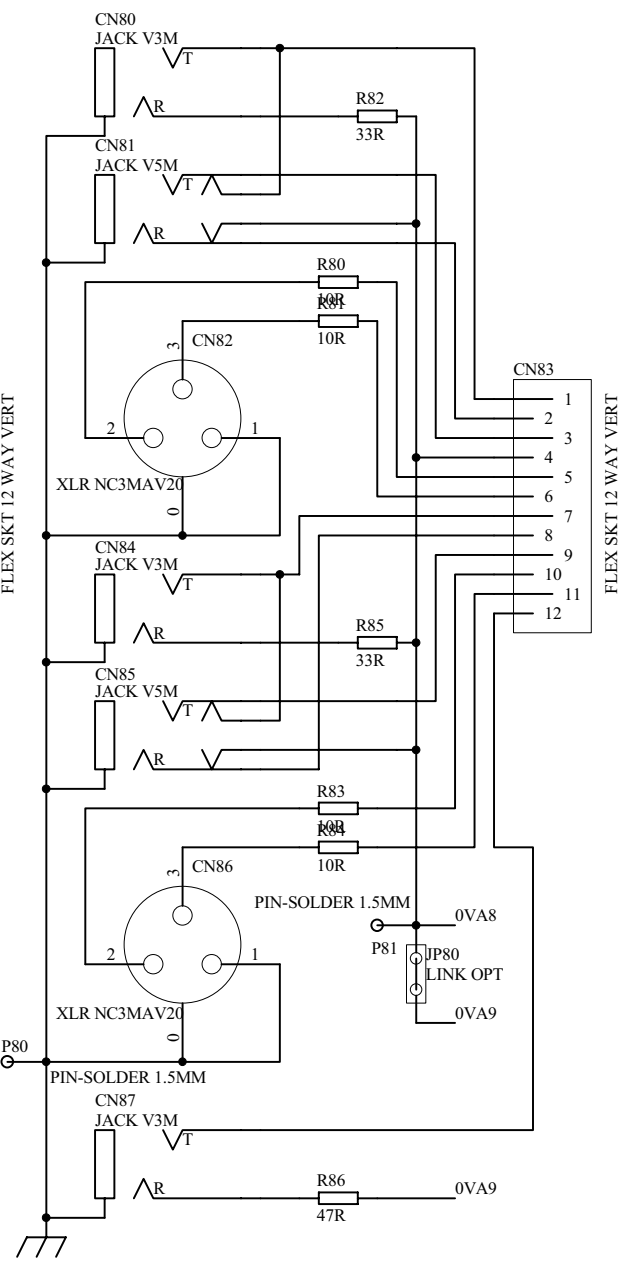 CN80
JACK V3M
T
R
R82
33R
CN81
JACK V5M
T
R
R80
10R
R81
10R
3
CN82
2
1
XLR NC3MAV20
0
CN83
1
2
3
4
5
6
7
8
9
10
11
12
FLEX SKT 12 WAY VERT
FLEX SKT 12 WAY VERT
CN84
JACK V3M
T
R
R85
33R
CN85
JACK V5M
T
R
R83
10R
R84
10R
3
CN86
2
1
XLR NC3MAV20
0
PIN-SOLDER 1.5MM
P81
0VA8
JP80
LINK OPT
0VA9
P80
PIN-SOLDER 1.5MM
CN87
JACK V3M
T
R
R86
47R
0VA9